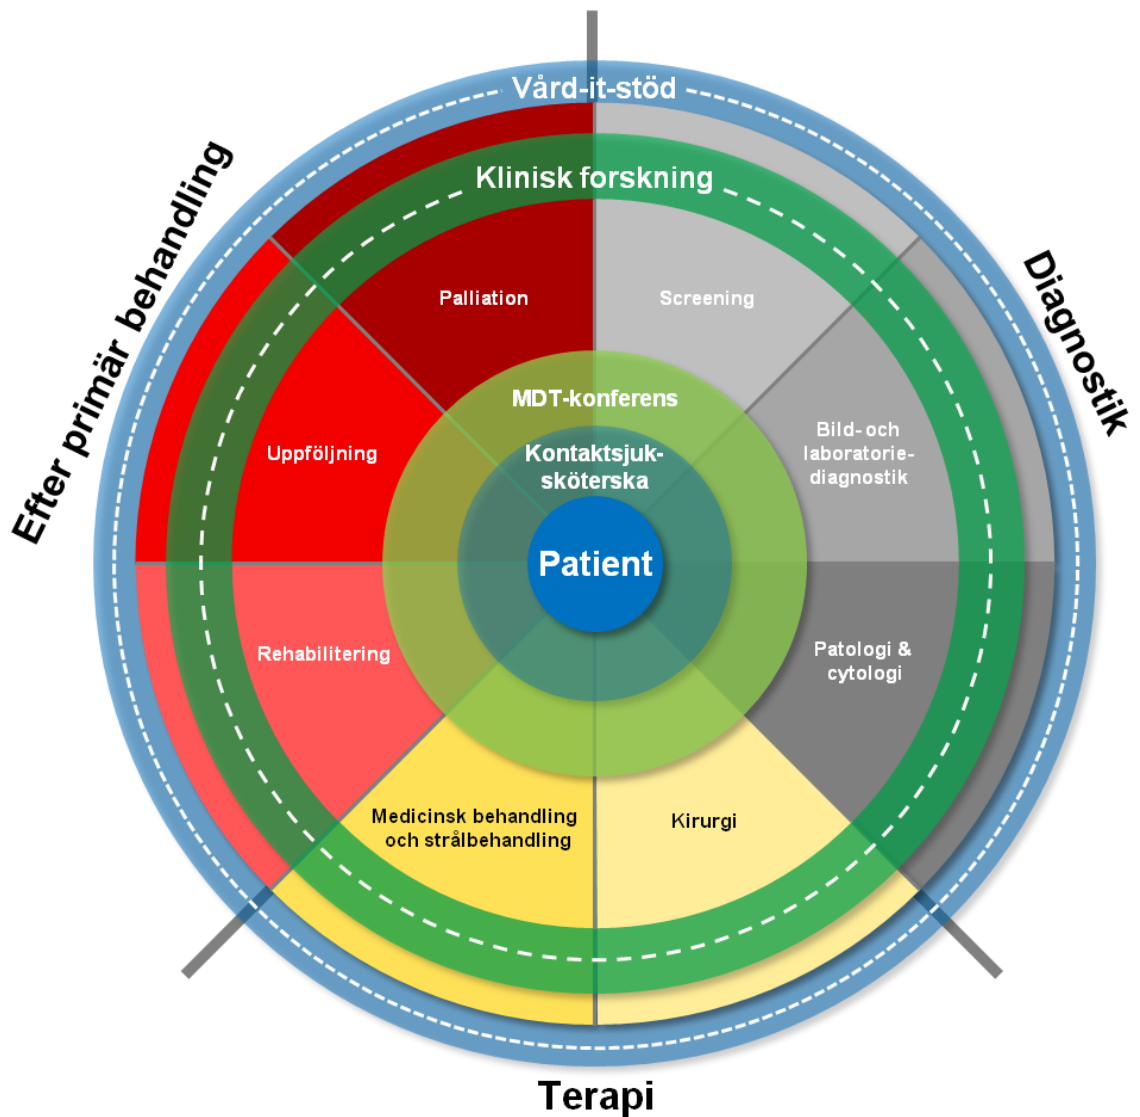 Vård-it-stöd
Klinisk forskning
Efter primär behandling
Diagnostik
Palliation
Screening
MDT-konferens
Uppföljning
Bild- och
laboratorie-
diagnostik
Kontaktsjuk-
sköterska
Patient
Rehabilitering
Patologi &
cytologi
Medicinsk behandling
och strålbehandling
Kirurgi
Terapi